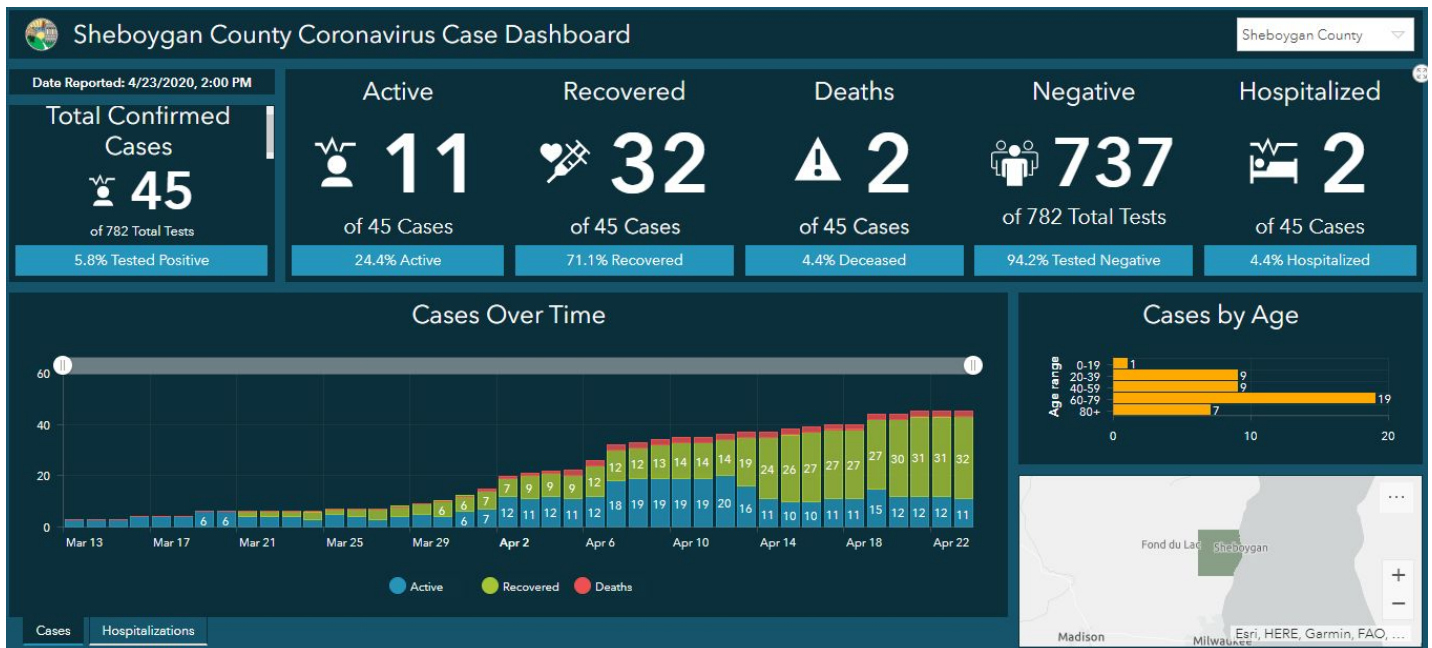 Sheboygan County Coronavirus Case Dashboard
Sheboygan County
Date Reported: 4/23/2020, 2:00 PM
Total Confirmed
Cases
45
of 782 Total Tests
5.8% Tested Positive
Active
11
of 45 Cases
24.4% Active
Recovered
32
of 45 Cases
71.1% Recovered
Deaths
2
of 45 Cases
4.4% Deceased
Negative
737
of 782 Total Tests
94.2% Tested Negative
Hospitalized
2
of 45 Cases
4.4% Hospitalized
Cases Over Time
60
40
20
0
7 9 9 9 12 12 12 13 14 14 14 19 24 26 27 27 27 27 30 31 31 32
6 6 7
6 6 6 7 12 11 12 11 12 18 19 19 19 19 20 16 11 10 10 11 11 15 12 12 12 11
Mar 13 Mar 17 Mar 21 Mar 25 Mar 29 Apr 2 Apr 6 Apr 10 Apr 14 Apr 18 Apr 22
Active Recovered Deaths
Cases Hospitalizations
Cases by Age
Age range
0-19 1
20-39 9
40-59 9
60-79 19
80+ 7
0 10 20
...
Fond du Lac Sheboygan
+
−
Madison Milwaukee
Esri, HERE, Garmin, FAO, ...